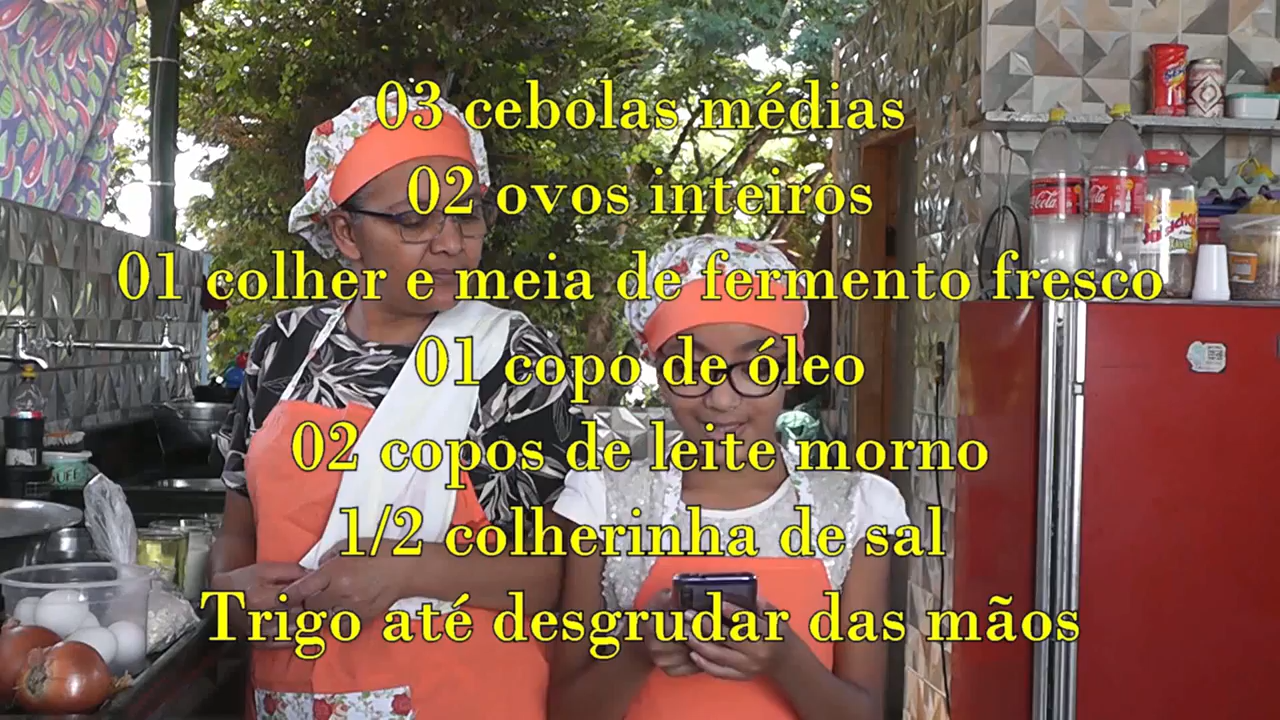 03 cebolas médias
02 ovos inteiros
01 colher e meia de fermento fresco
01 copo de óleo
02 copos de leite morno
1/2 colherinha de sal
Trigo até desgrudar das mãos